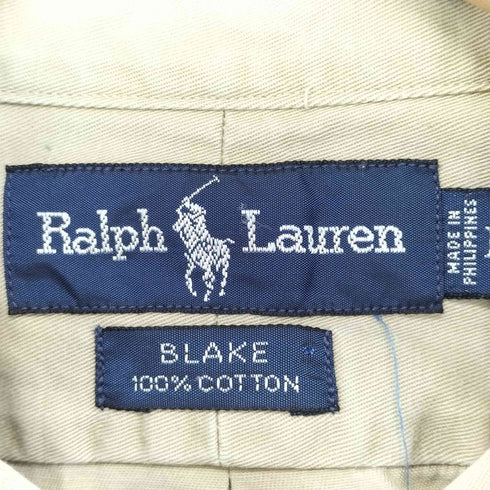 Ralph Lauren
MADE IN
PHILIPPINES
BLAKE
100% COTTON